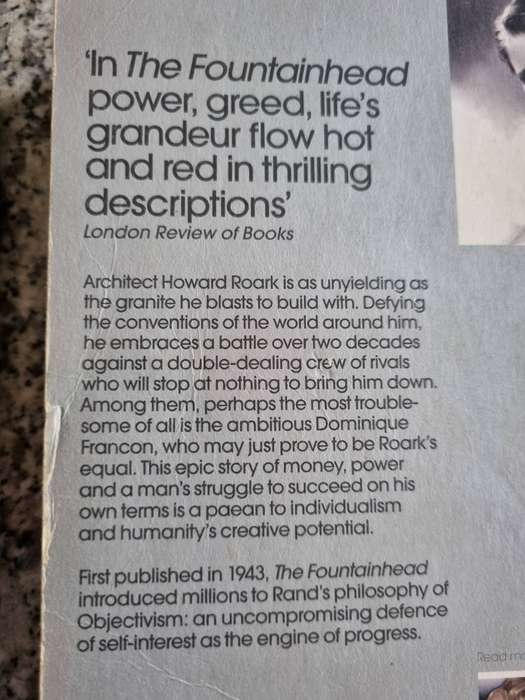 ‘In The Fountainhead
power, greed, life’s
grandeur flow hot
and red in thrilling
descriptions’
London Review of Books
Architect Howard Roark is as unyielding as
the granite he blasts to build with. Defying
the conventions of the world around him,
he embraces a battle over two decades
against a double-dealing crew of rivals
who will stop at nothing to bring him down.
Among them, perhaps the most trouble-
some of all is the ambitious Dominique
Francon, who may just prove to be Roark’s
equal. This epic story of money, power
and a man’s struggle to succeed on his
own terms is a paean to individualism
and humanity’s creative potential.
First published in 1943, The Fountainhead
introduced millions to Rand’s philosophy of
Objectivism: an uncompromising defence
of self-interest as the engine of progress.
Read